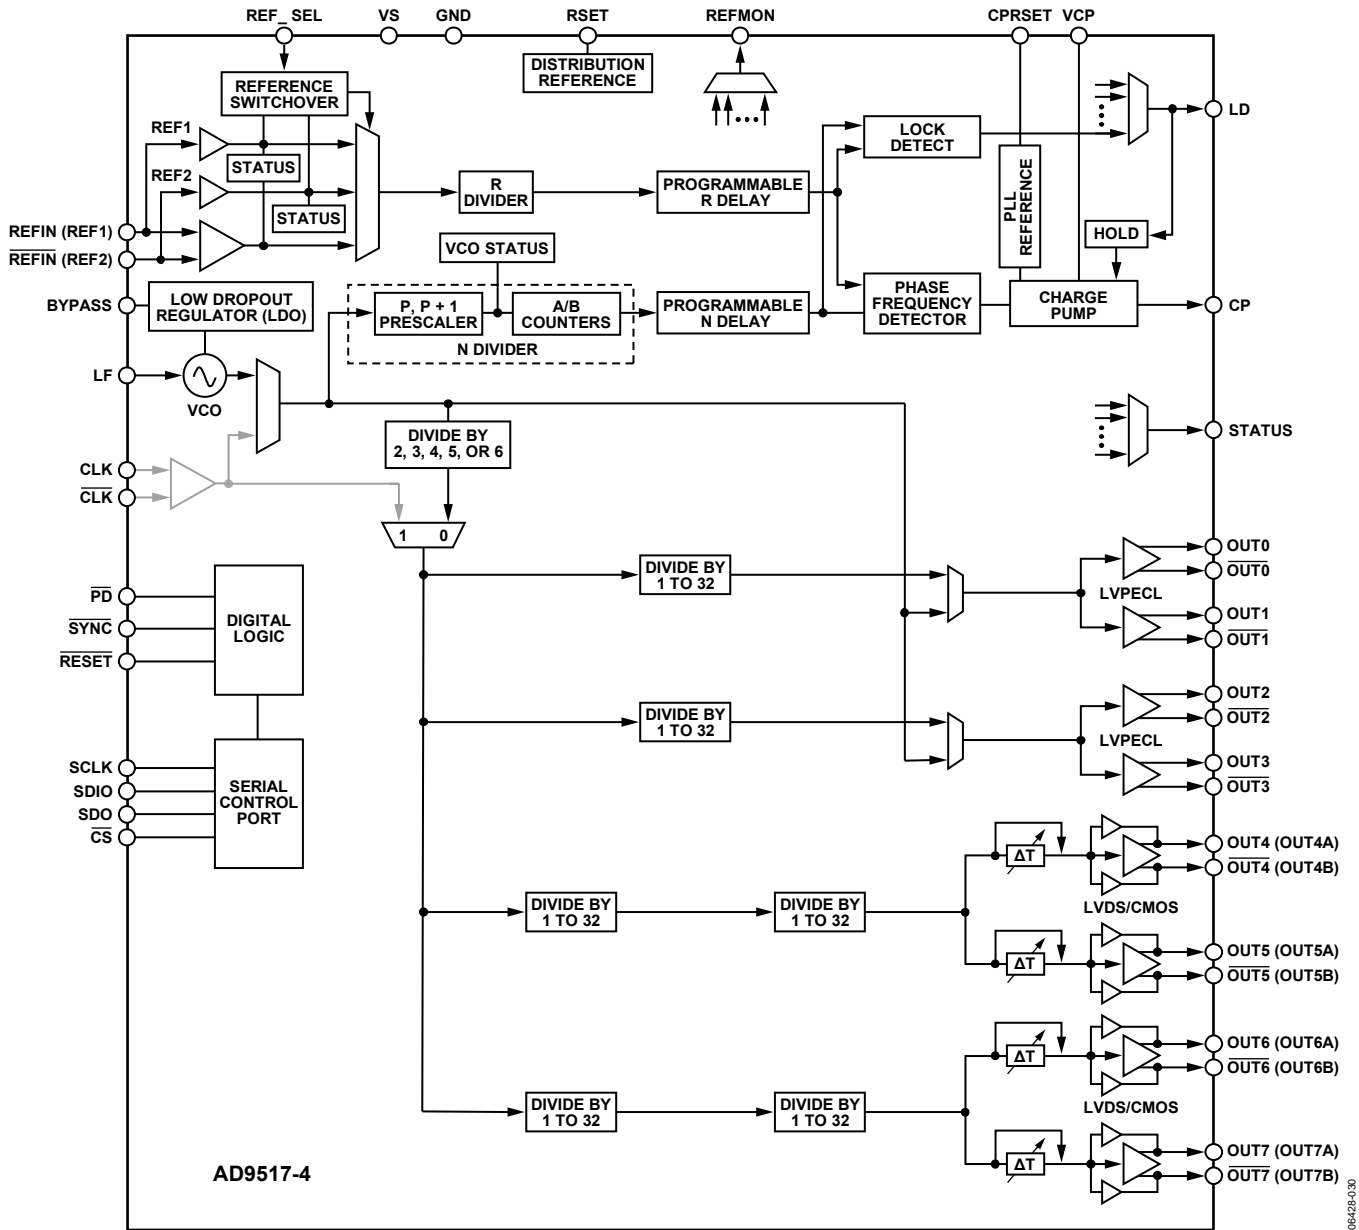 REF_ SEL VS GND RSET REFMON CPRSET VCP
DISTRIBUTION
REFERENCE
REFERENCE
SWITCHOVER
REF1
STATUS
REF2
STATUS
REFIN (REF1)
REFIN (REF2)
R
DIVIDER
PROGRAMMABLE
R DELAY
LOCK
DETECT
LD
PLL
REFERENCE
HOLD
VCO STATUS
BYPASS
LOW DROPOUT
REGULATOR (LDO)
P, P + 1
PRESCALER
A/B
COUNTERS
N DIVIDER
PROGRAMMABLE
N DELAY
PHASE
FREQUENCY
DETECTOR
CHARGE
PUMP
CP
LF
VCO
STATUS
DIVIDE BY
2, 3, 4, 5, OR 6
CLK
CLK
1 0
PD
SYNC
RESET
DIGITAL
LOGIC
DIVIDE BY
1 TO 32
OUT0
OUT0
LVPECL
OUT1
OUT1
DIVIDE BY
1 TO 32
OUT2
OUT2
LVPECL
OUT3
OUT3
SCLK
SDIO
SDO
CS
SERIAL
CONTROL
PORT
DIVIDE BY
1 TO 32
DIVIDE BY
1 TO 32
ΔT
OUT4 (OUT4A)
OUT4 (OUT4B)
LVDS/CMOS
ΔT
OUT5 (OUT5A)
OUT5 (OUT5B)
DIVIDE BY
1 TO 32
DIVIDE BY
1 TO 32
ΔT
OUT6 (OUT6A)
OUT6 (OUT6B)
LVDS/CMOS
ΔT
OUT7 (OUT7A)
OUT7 (OUT7B)
AD9517-4
06428-030